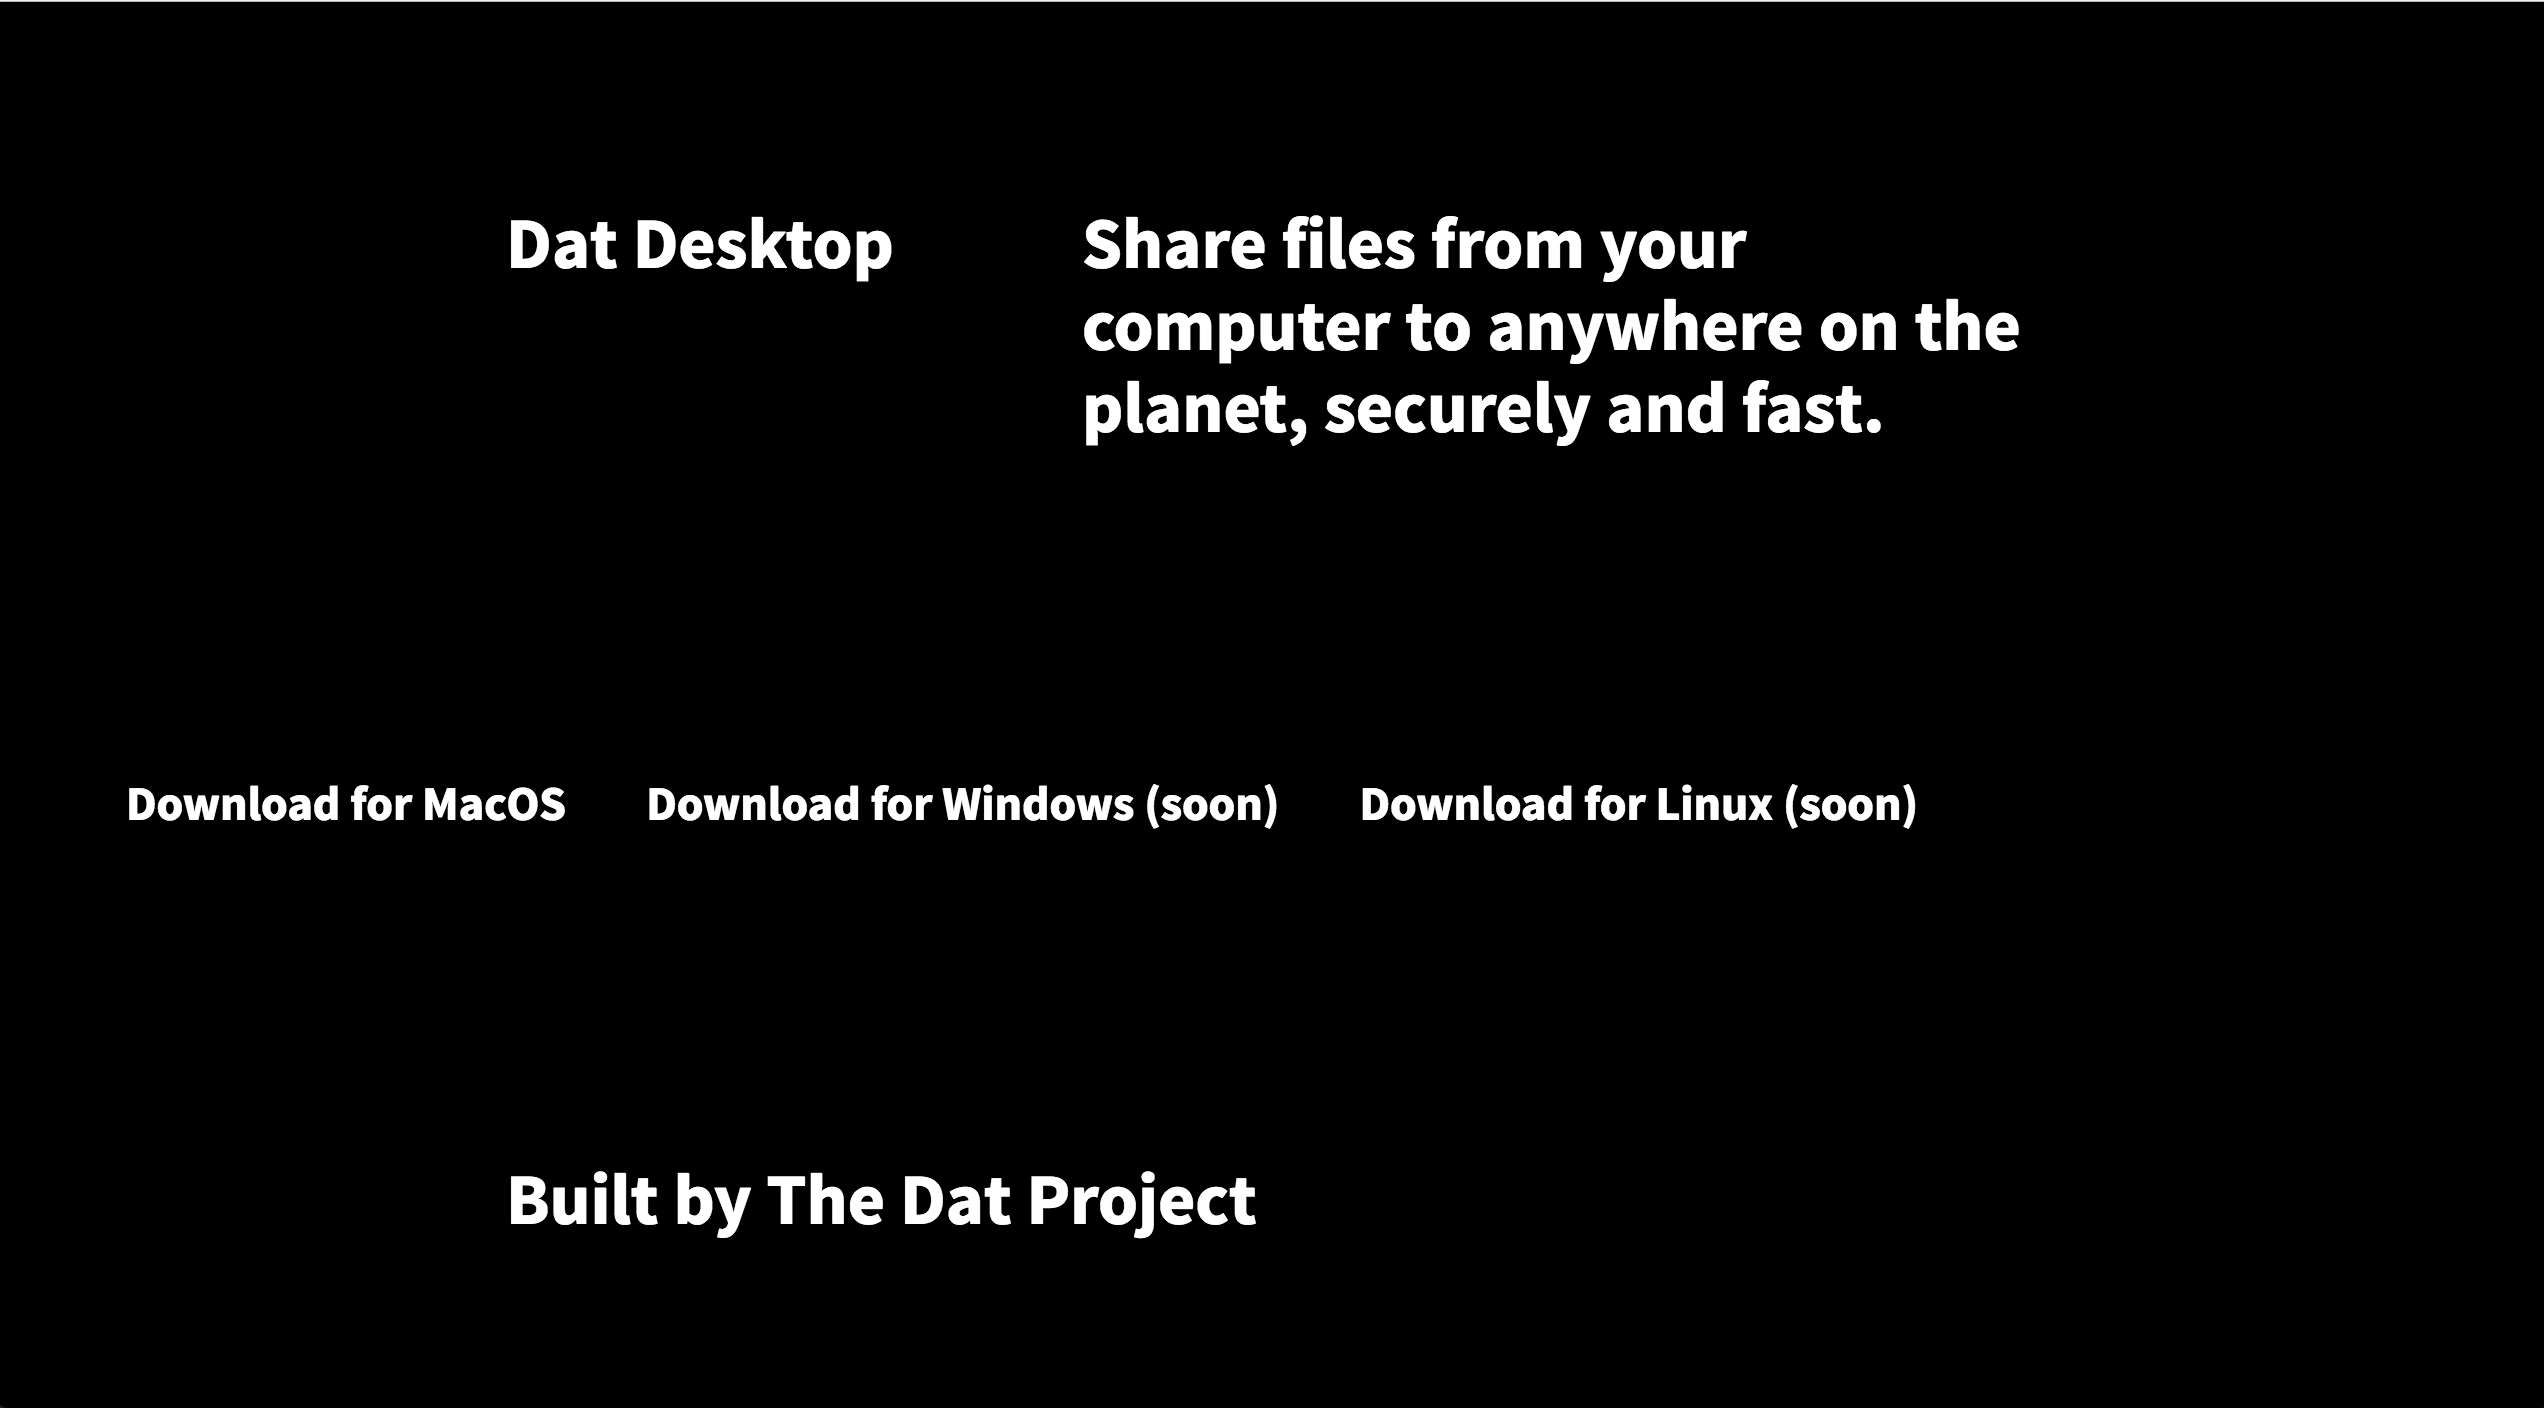 Dat Desktop
Share files from your
computer to anywhere on the
planet, securely and fast.
Download for MacOS
Download for Windows (soon)
Download for Linux (soon)
Built by The Dat Project